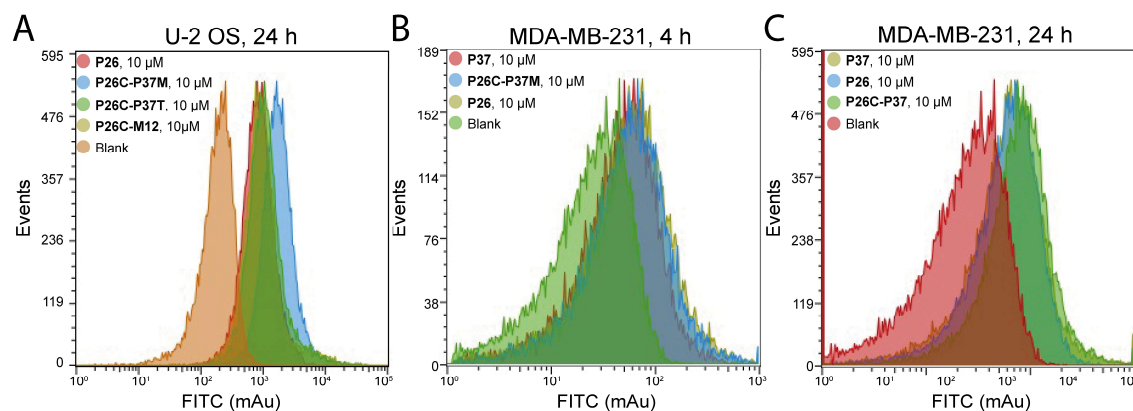 A
U-2 OS, 24 h
595
476
357
236
119
0
Events
P26, 10 µM
P26C-P37M, 10 µM
P26C-P37T, 10 µM
P26C-M12, 10µM
Blank
10⁰ 10¹ 10² 10³ 10⁴ 10⁵
FITC (mAu)
B
MDA-MB-231, 4 h
189
152
114
76
38
0
Events
P37, 10 µM
P26C-P37M, 10 µM
P26, 10 µM
Blank
10⁰ 10¹ 10² 10³
FITC (mAu)
C
MDA-MB-231, 24 h
595
476
357
238
119
0
Events
P37, 10 µM
P26, 10 µM
P26C-P37, 10 µM
Blank
10⁰ 10¹ 10² 10³ 10⁴
FITC (mAu)